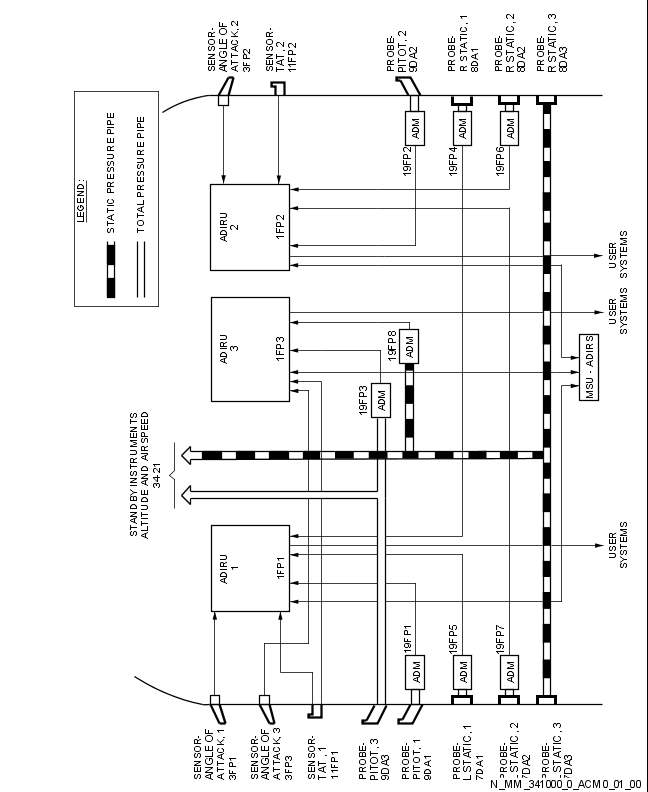 SENSOR-
ANGLE OF
ATTACK, 2
3FP2
SENSOR-
TAT, 2
11FP2
PROBE-
PITOT, 2
9DA2
PROBE-
R STATIC, 1
8DA1
PROBE-
R STATIC, 2
8DA2
PROBE-
R STATIC, 3
8DA3
LEGEND:
STATIC PRESSURE PIPE
TOTAL PRESSURE PIPE
ADM
19FP2
ADM
19FP4
ADM
19FP6
ADIRU
2
1FP2
USER
SYSTEMS
ADIRU
3
1FP3
USER
SYSTEMS
19FP8
ADM
MSU - ADIRS
19FP3
ADM
STANDBY INSTRUMENTS
ALTITUDE AND AIRSPEED
34-21
ADIRU
1
1FP1
USER
SYSTEMS
19FP1
ADM
19FP5
ADM
19FP7
ADM
SENSOR-
ANGLE OF
ATTACK, 1
3FP1
SENSOR-
ANGLE OF
ATTACK, 3
3FP3
SENSOR-
TAT, 1
11FP1
PROBE-
PITOT, 3
9DA3
PROBE-
PITOT, 1
9DA1
PROBE-
L STATIC, 1
7DA1
PROBE-
L STATIC, 2
7DA2
PROBE-
L STATIC, 3
7DA3
N_MM_341000_0_ACM0_01_00